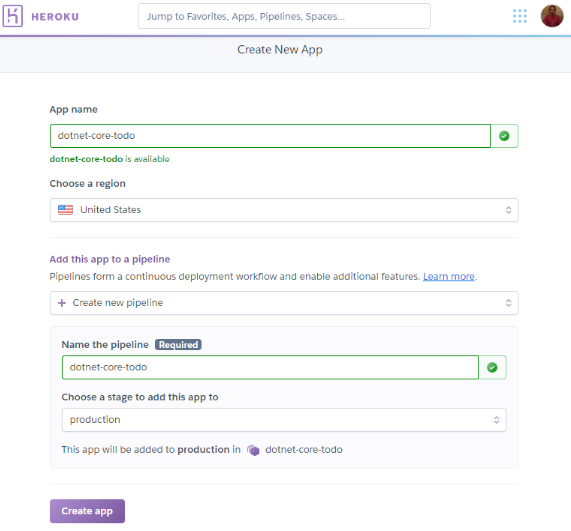 HEROKU
Jump to Favorites, Apps, Pipelines, Spaces...
Create New App
App name
dotnet-core-todo
dotnet-core-todo is available
Choose a region
United States
Add this app to a pipeline
Pipelines form a continuous deployment workflow and enable additional features. Learn more.
+ Create new pipeline
Name the pipeline Required
dotnet-core-todo
Choose a stage to add this app to
production
This app will be added to production in dotnet-core-todo
Create app